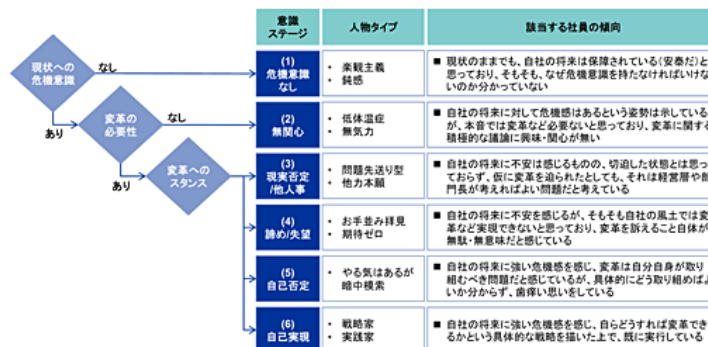 現状への
危機意識
なし
あり
変革の
必要性
なし
あり
変革への
スタンス
意識
ステージ
人物タイプ
該当する社員の傾向
(1)
危機意識
なし
・ 楽観主義
・ 鈍感
■ 現状のままでも、自社の将来は保障されている(安泰だ)と
思っており、そもそも、なぜ危機意識を持たなければいけな
いのか分かっていない
(2)
無関心
・ 低体温症
・ 無気力
■ 自社の将来に対して危機感はあるという姿勢は示している
が、本音では変革など必要ないと思っており、変革に関する
積極的な議論に興味・関心が無い
(3)
現実否定
/他人事
・ 問題先送り型
・ 他力本願
■ 自社の将来に不安は感じるものの、切迫した状態とは思っ
ておらず、仮に変革を迫られたとしても、それは経営層や部
門長が考えればよい問題だと考えている
(4)
諦め/失望
・ お手並み拝見
・ 期待ゼロ
■ 自社の将来に不安を感じるが、そもそも自社の風土では変
革など実現できないと思っており、変革を訴えること自体が
無駄・無意味だと感じている
(5)
自己否定
・ やる気はあるが
暗中模索
■ 自社の将来に強い危機感を感じ、変革は自分自身が取り
組むべき問題だと感じているが、具体的にどう取り組めばよ
いか分からず、歯痒い思いをしている
(6)
自己実現
・ 戦略家
・ 実践家
■ 自社の将来に強い危機感を感じ、自らどうすれば変革でき
るかという具体的な戦略を描いた上で、既に実行している